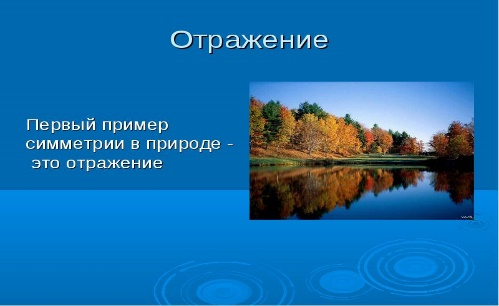 Отражение
Первый пример
симметрии в природе -
это отражение